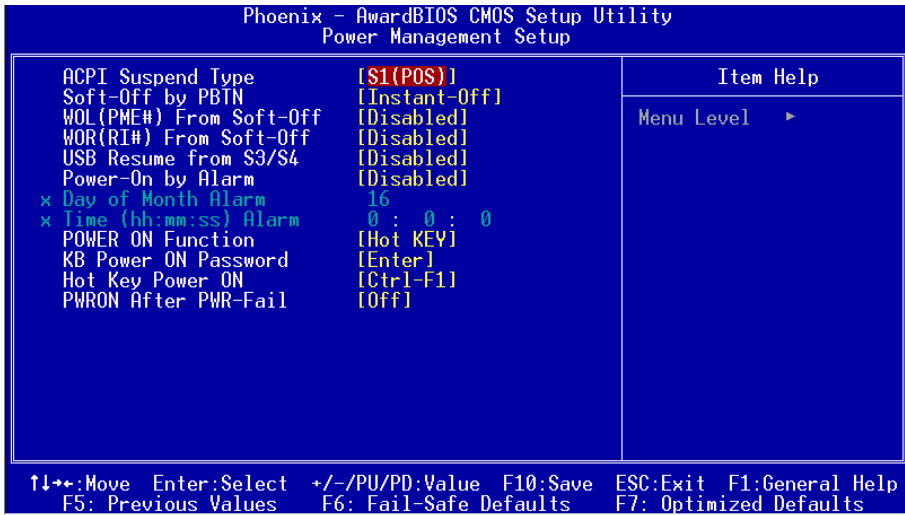 Phoenix - AwardBIOS CMOS Setup Utility
Power Management Setup
ACPI Suspend Type [S1(POS)]
Soft-Off by PBTN [Instant-Off]
WOL(PME#) From Soft-Off [Disabled]
WOR(RI#) From Soft-Off [Disabled]
USB Resume from S3/S4 [Disabled]
Power-On by Alarm [Disabled]
x Day of Month Alarm 16
x Time (hh:mm:ss) Alarm 0 : 0 : 0
POWER ON Function [Hot KEY]
KB Power ON Password [Enter]
Hot Key Power ON [Ctrl-F1]
PWRON After PWR-Fail [Off]
Item Help
Menu Level ►
↑↓→←:Move Enter:Select +/-/PU/PD:Value F10:Save ESC:Exit F1:General Help
F5: Previous Values F6: Fail-Safe Defaults F7: Optimized Defaults